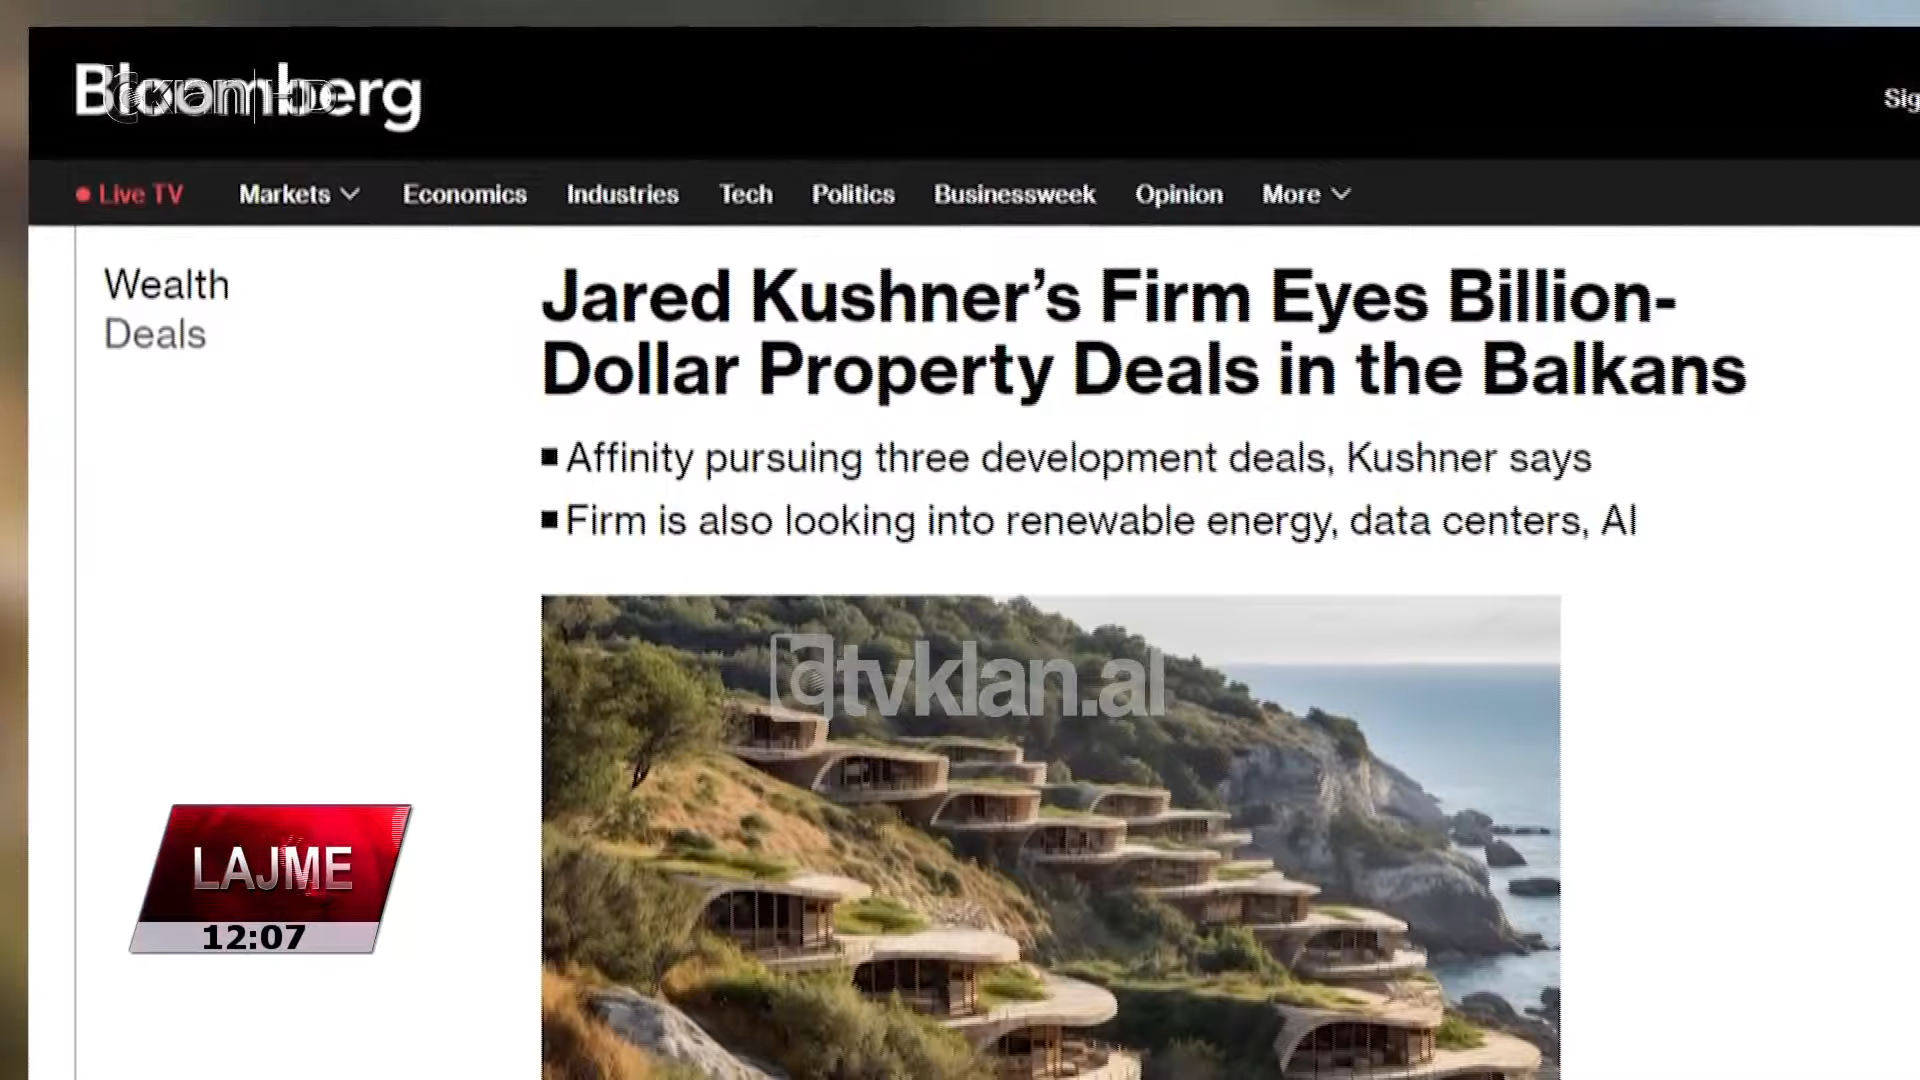 Bloomberg
Klan HD
Sig
Live TV Markets Economics Industries Tech Politics Businessweek Opinion More
Wealth
Deals
Jared Kushner’s Firm Eyes Billion-
Dollar Property Deals in the Balkans
Affinity pursuing three development deals, Kushner says
Firm is also looking into renewable energy, data centers, AI
tvklan.al
LAJME
12:07